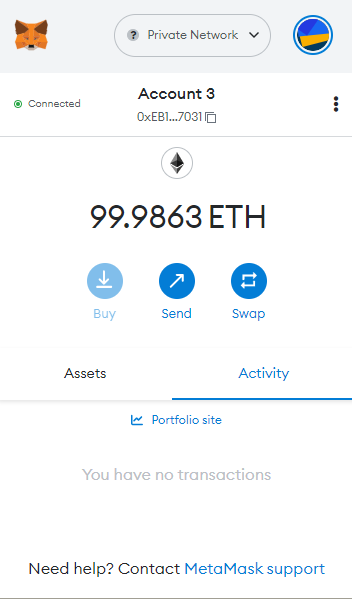 Private Network
Connected
Account 3
0xEB1...7031
99.9863 ETH
Buy
Send
Swap
Assets
Activity
Portfolio site
You have no transactions
Need help? Contact MetaMask support